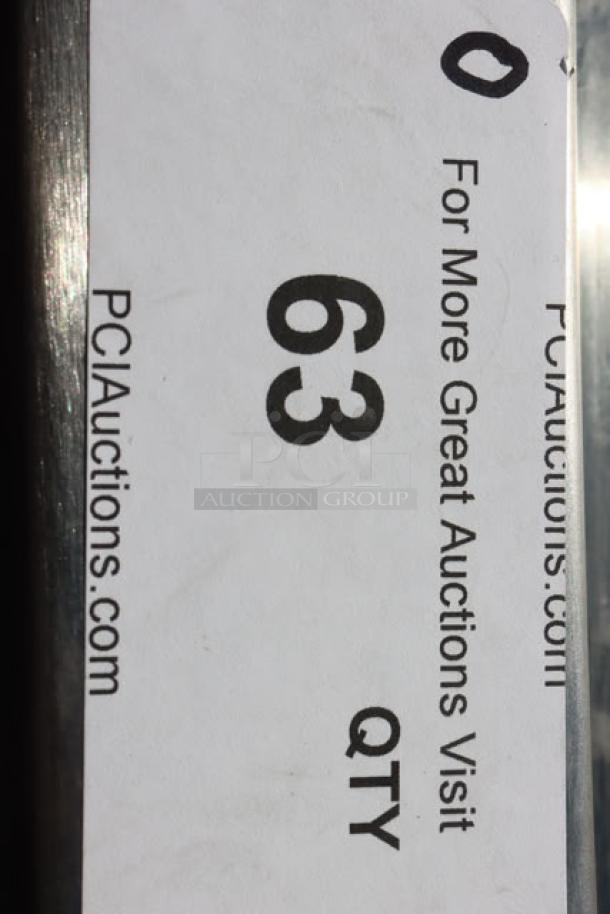 PCIAuctions.com
0
For More Great Auctions Visit
63 QTY
PCIAuctions.com
PCI
AUCTION GROUP